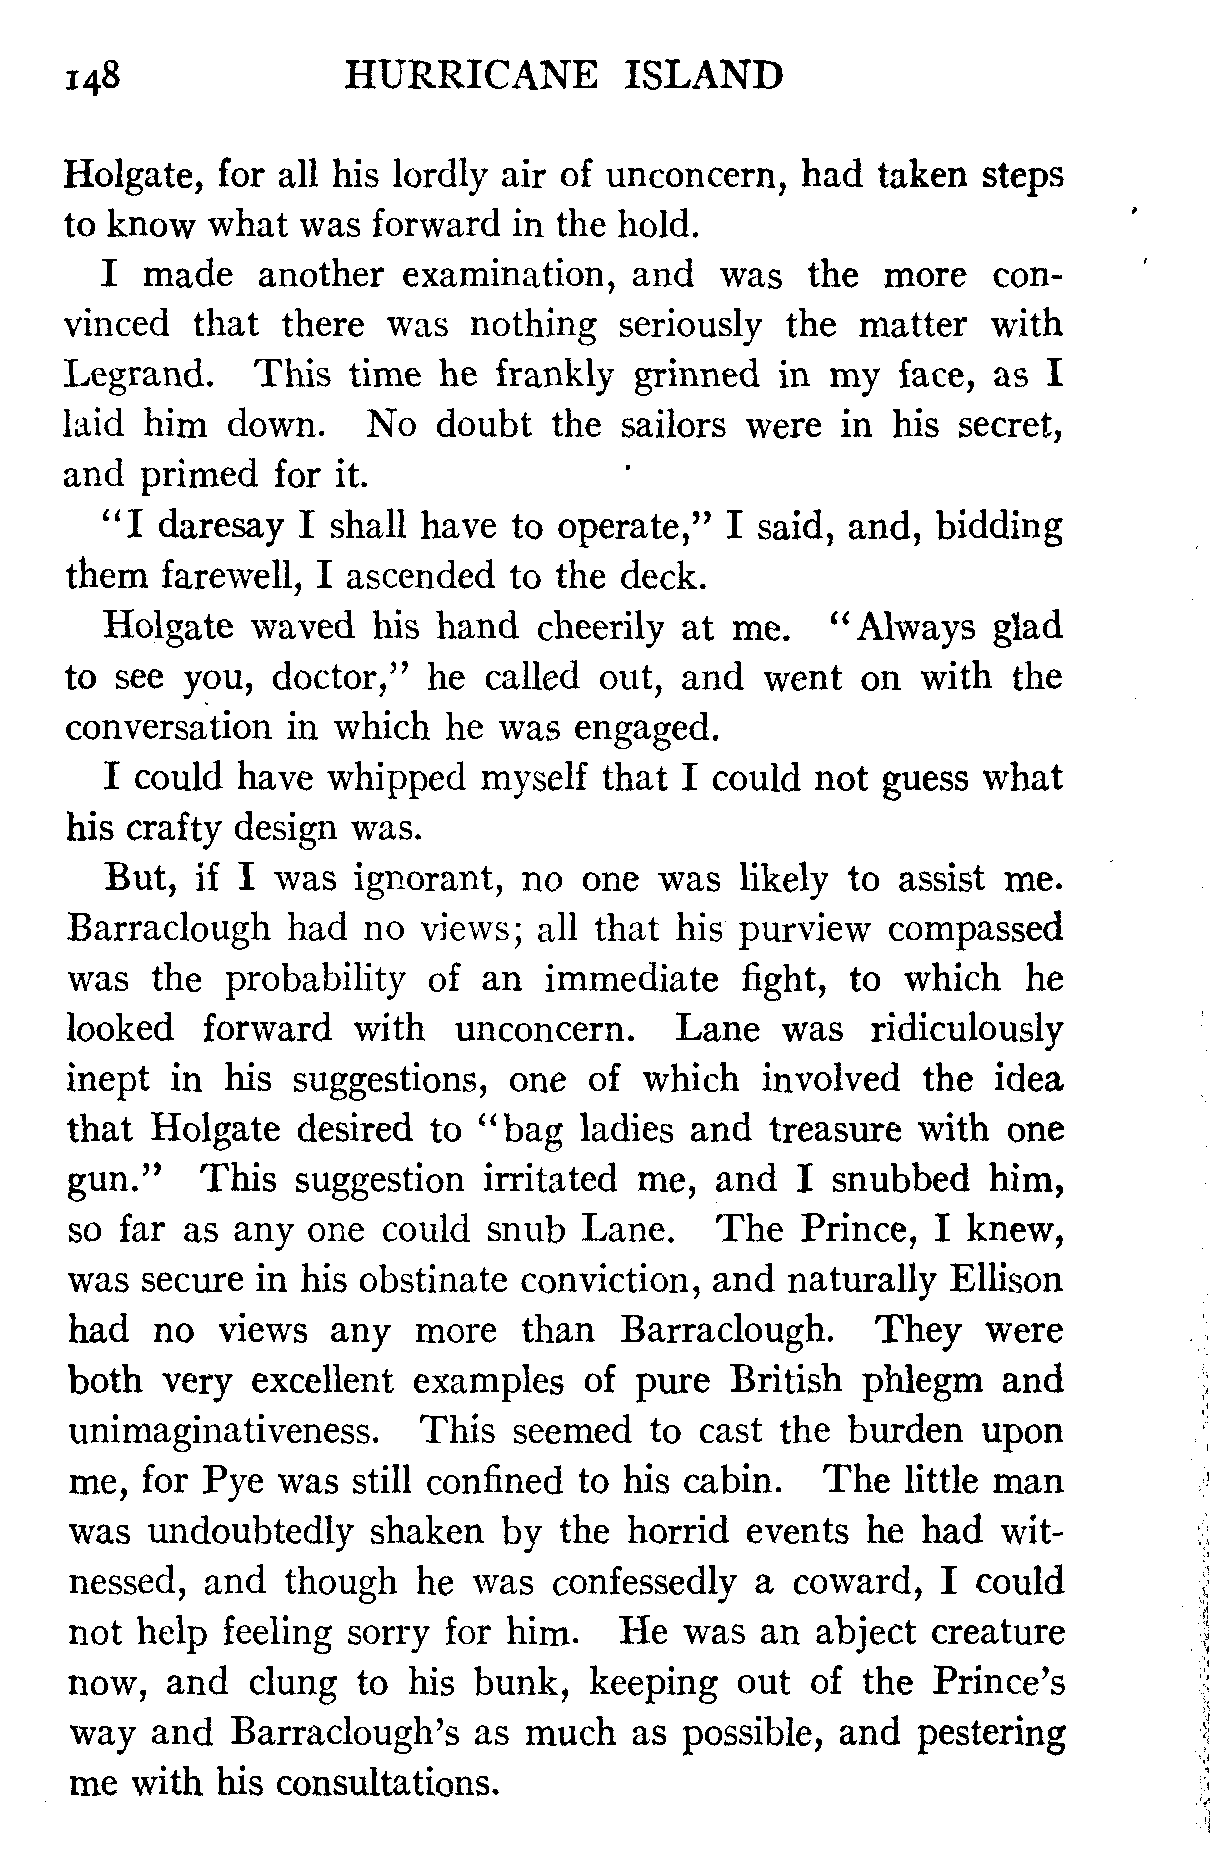 148 HURRICANE ISLAND
Holgate, for all his lordly air of unconcern, had taken steps
to know what was forward in the hold.
I made another examination, and was the more con-
vinced that there was nothing seriously the matter with
Legrand. This time he frankly grinned in my face, as I
laid him down. No doubt the sailors were in his secret,
and primed for it.
"I daresay I shall have to operate," I said, and, bidding
them farewell, I ascended to the deck.
Holgate waved his hand cheerily at me. "Always glad
to see you, doctor," he called out, and went on with the
conversation in which he was engaged.
I could have whipped myself that I could not guess what
his crafty design was.
But, if I was ignorant, no one was likely to assist me.
Barraclough had no views; all that his purview compassed
was the probability of an immediate fight, to which he
looked forward with unconcern. Lane was ridiculously
inept in his suggestions, one of which involved the idea
that Holgate desired to "bag ladies and treasure with one
gun." This suggestion irritated me, and I snubbed him,
so far as any one could snub Lane. The Prince, I knew,
was secure in his obstinate conviction, and naturally Ellison
had no views any more than Barraclough. They were
both very excellent examples of pure British phlegm and
unimaginativeness. This seemed to cast the burden upon
me, for Pye was still confined to his cabin. The little man
was undoubtedly shaken by the horrid events he had wit-
nessed, and though he was confessedly a coward, I could
not help feeling sorry for him. He was an abject creature
now, and clung to his bunk, keeping out of the Prince's
way and Barraclough's as much as possible, and pestering
me with his consultations.